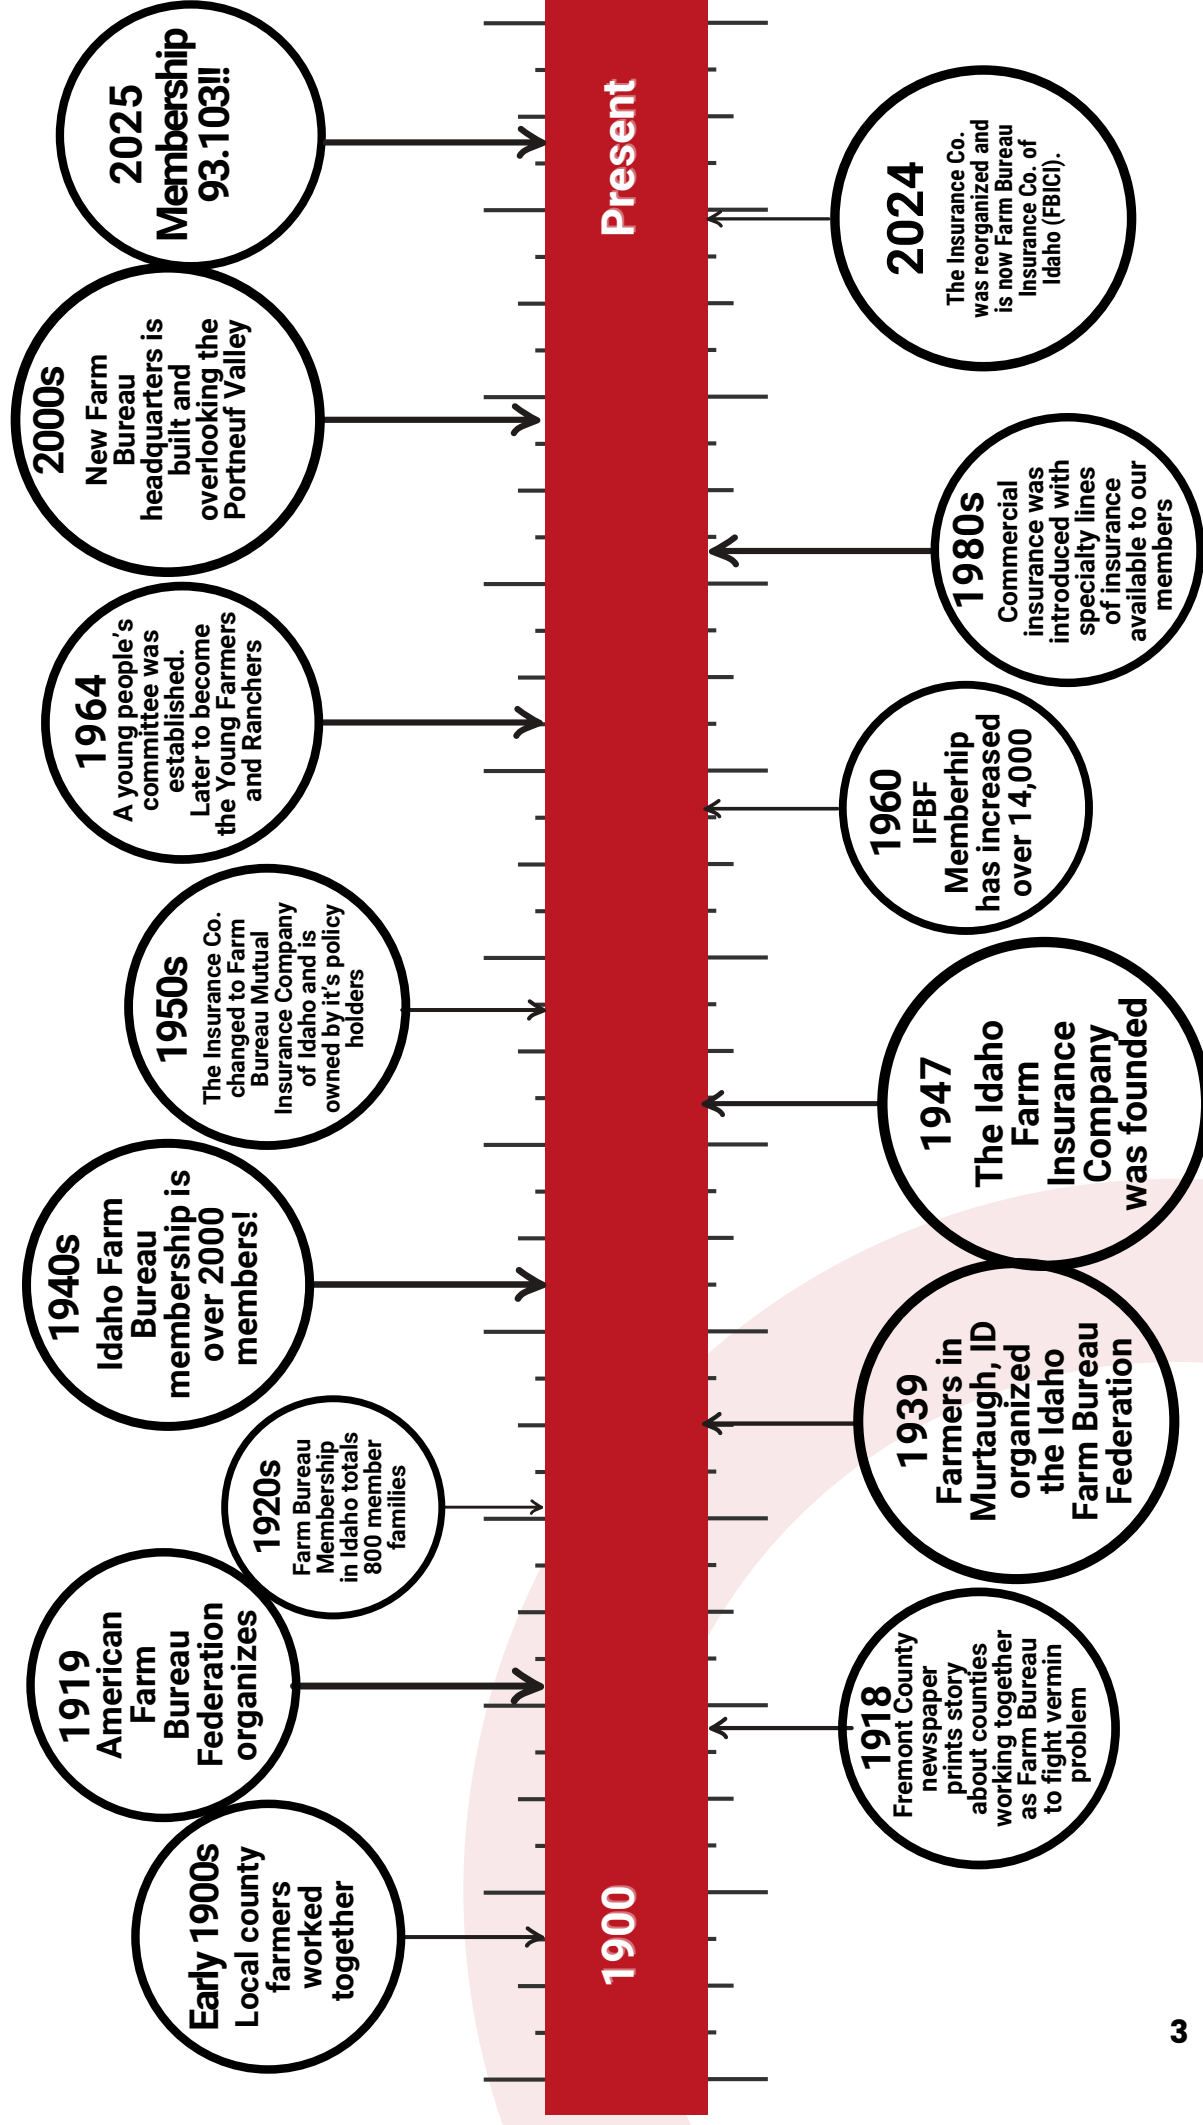 Early 1900s
Local county
farmers
worked
together
1919
American
Farm
Bureau
Federation
organizes
1920s
Farm Bureau
Membership
in Idaho totals
800 member
families
1940s
Idaho Farm
Bureau
membership is
over 2000
members!
1950s
The Insurance Co.
changed to Farm
Bureau Mutual
Insurance Company
of Idaho and is
owned by it's policy
holders
1964
A young people's
committee was
established.
Later to become
the Young Farmers
and Ranchers
2000s
New Farm
Bureau
headquarters is
built and
overlooking the
Portneuf Valley
2025
Membership
93.103!!
1900
Present
1918
Fremont County
newspaper
prints story
about counties
working together
as Farm Bureau
to fight vermin
problem
1939
Farmers in
Murtaugh, ID
organized
the Idaho
Farm Bureau
Federation
1947
The Idaho
Farm
Insurance
Company
was founded
1960
IFBF
Memberhip
has increased
over 14,000
1980s
Commercial
insurance was
introduced with
specialty lines
of insurance
available to our
members
2024
The Insurance Co.
was reorganized and
is now Farm Bureau
Insurance Co. of
Idaho (FBICI).
3